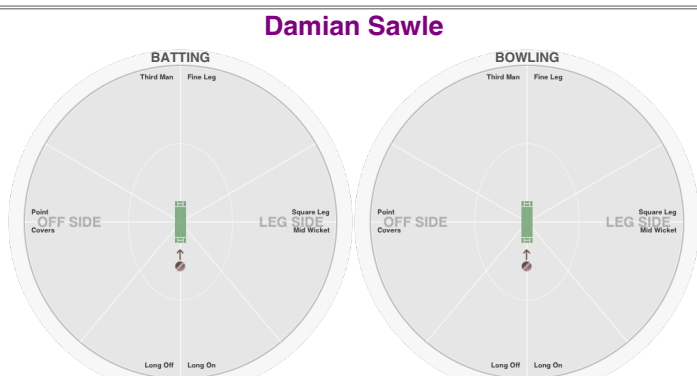 Damian Sawle
BATTING
Third Man Fine Leg
Point
OFF SIDE
Covers
Square Leg
LEG SIDE
Mid Wicket
Long Off Long On
BOWLING
Third Man Fine Leg
Point
OFF SIDE
Covers
Square Leg
LEG SIDE
Mid Wicket
Long Off Long On